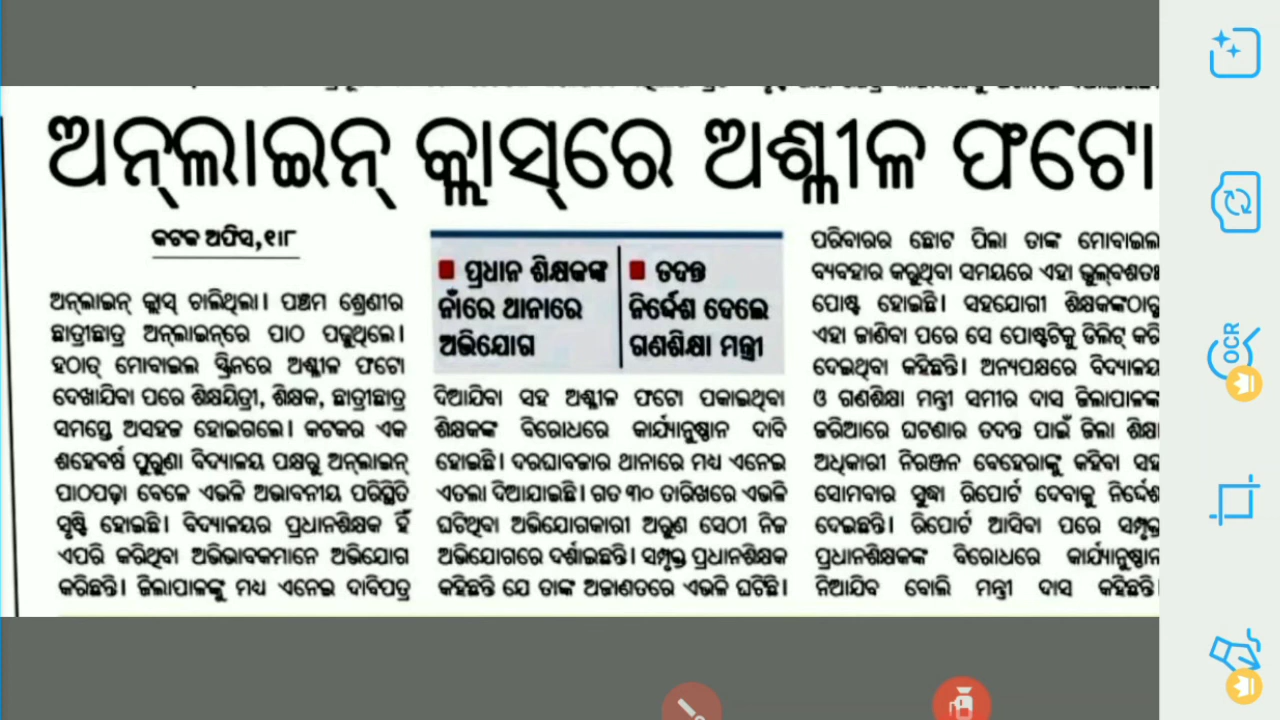 ଅନ୍‌ଲାଇନ୍ କ୍ଲାସ୍‌ରେ ଅଶ୍ଳୀଳ ଫଟୋ
କଟକ ଅଫିସ,୧।୮
ଅନ୍‌ଲାଇନ୍ କ୍ଲାସ୍ ଚାଲିଥିଲା। ପଞ୍ଚମ ଶ୍ରେଣୀର
ଛାତ୍ରୀଛାତ୍ର ଅନ୍‌ଲାଇନ୍‌ରେ ପାଠ ପଢୁଥିଲେ।
ହଠାତ୍ ମୋବାଇଲ ସ୍କ୍ରିନରେ ଅଶ୍ଳୀଳ ଫଟୋ
ଦେଖାଯିବା ପରେ ଶିକ୍ଷୟିତ୍ରୀ, ଶିକ୍ଷକ, ଛାତ୍ରୀଛାତ୍ର
ସମସ୍ତେ ଅସହଜ ହୋଇଗଲେ। କଟକର ଏକ
ଶହେବର୍ଷ ପୁରୁଣା ବିଦ୍ୟାଳୟ ପକ୍ଷରୁ ଅନ୍‌ଲାଇନ୍
ପାଠପଢ଼ା ବେଳେ ଏଭଳି ଅଭାବନୀୟ ପରିସ୍ଥିତି
ସୃଷ୍ଟି ହୋଇଛି। ବିଦ୍ୟାଳୟର ପ୍ରଧାନଶିକ୍ଷକ ହିଁ
ଏପରି କରିଥିବା ଅଭିଭାବକମାନେ ଅଭିଯୋଗ
କରିଛନ୍ତି। ଜିଲାପାଳଙ୍କୁ ମଧ୍ୟ ଏନେଇ ଦାବିପତ୍ର
ପ୍ରଧାନ ଶିକ୍ଷକଙ୍କ
ନାଁରେ ଥାନାରେ
ଅଭିଯୋଗ
ତଦନ୍ତ
ନିର୍ଦ୍ଦେଶ ଦେଲେ
ଗଣଶିକ୍ଷା ମନ୍ତ୍ରୀ
ଦିଆଯିବା ସହ ଅଶ୍ଳୀଳ ଫଟୋ ପକାଇଥିବା
ଶିକ୍ଷକଙ୍କ ବିରୋଧରେ କାର୍ଯ୍ୟାନୁଷ୍ଠାନ ଦାବି
ହୋଇଛି। ଦରଘାବଜାର ଥାନାରେ ମଧ୍ୟ ଏନେଇ
ଏତଲା ଦିଆଯାଇଛି। ଗତ ୩୦ ତାରିଖରେ ଏଭଳି
ଘଟିଥିବା ଅଭିଯୋଗକାରୀ ଅରୁଣ ସେଠୀ ନିଜ
ଅଭିଯୋଗରେ ଦର୍ଶାଇଛନ୍ତି। ସମ୍ପୃକ୍ତ ପ୍ରଧାନଶିକ୍ଷକ
କହିଛନ୍ତି ଯେ ତାଙ୍କ ଅଜାଣତରେ ଏଭଳି ଘଟିଛି।
ପରିବାରର ଛୋଟ ପିଲା ତାଙ୍କ ମୋବାଇଲ
ବ୍ୟବହାର କରୁଥିବା ସମୟରେ ଏହା ଭୁଲ୍‌ବଶତଃ
ପୋଷ୍ଟ ହୋଇଛି। ସହଯୋଗୀ ଶିକ୍ଷକଙ୍କଠାରୁ
ଏହା ଜାଣିବା ପରେ ସେ ପୋଷ୍ଟଟିକୁ ଡିଲିଟ୍ କରି
ଦେଇଥିବା କହିଛନ୍ତି। ଅନ୍ୟପକ୍ଷରେ ବିଦ୍ୟାଳୟ
ଓ ଗଣଶିକ୍ଷା ମନ୍ତ୍ରୀ ସମୀର ଦାସ ଜିଲାପାଳଙ୍କ
ଜରିଆରେ ଘଟଣାର ତଦନ୍ତ ପାଇଁ ଜିଲା ଶିକ୍ଷା
ଅଧିକାରୀ ନିରଞ୍ଜନ ବେହେରାଙ୍କୁ କହିବା ସହ
ସୋମବାର ସୁଦ୍ଧା ରିପୋର୍ଟ ଦେବାକୁ ନିର୍ଦ୍ଦେଶ
ଦେଇଛନ୍ତି। ରିପୋର୍ଟ ଆସିବା ପରେ ସମ୍ପୃକ୍ତ
ପ୍ରଧାନଶିକ୍ଷକଙ୍କ ବିରୋଧରେ କାର୍ଯ୍ୟାନୁଷ୍ଠାନ
ନିଆଯିବ ବୋଲି ମନ୍ତ୍ରୀ ଦାସ କହିଛନ୍ତି।
OCR